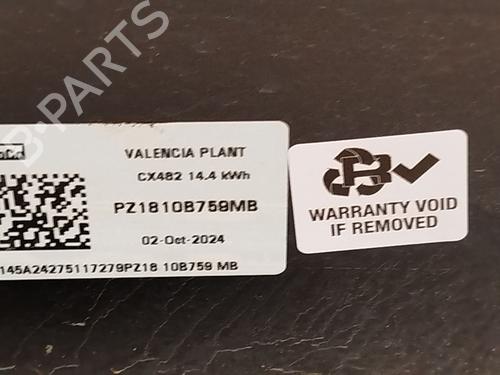 B-PARTS
VALENCIA PLANT
CX482 14.4 kWh
PZ1810B759MB
02-Oct-2024
145A24275117279PZ18 10B759 MB
B
WARRANTY VOID
IF REMOVED